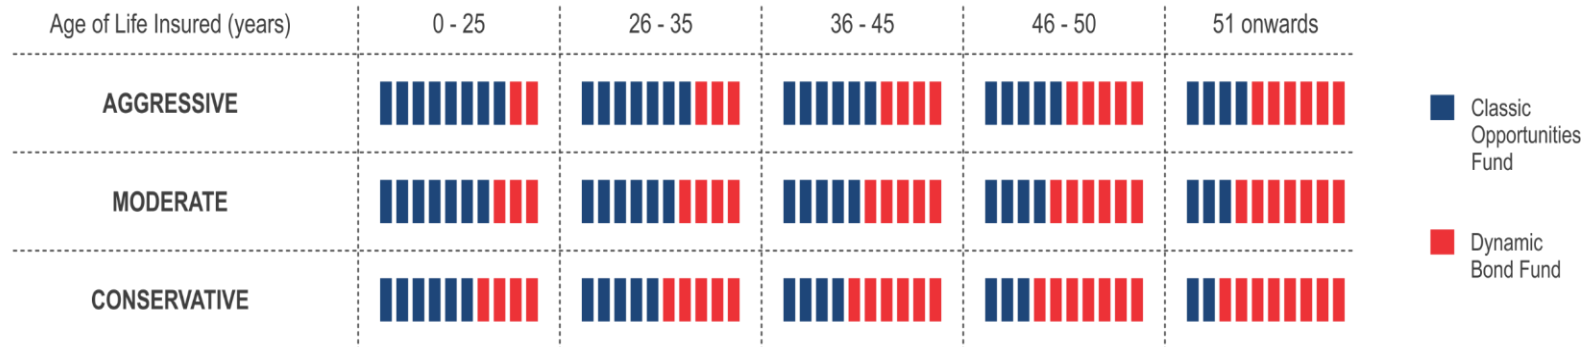 Age of Life Insured (years) 0 - 25 26 - 35 36 - 45 46 - 50 51 onwards
AGGRESSIVE
MODERATE
CONSERVATIVE
Classic
Opportunities
Fund
Dynamic
Bond Fund